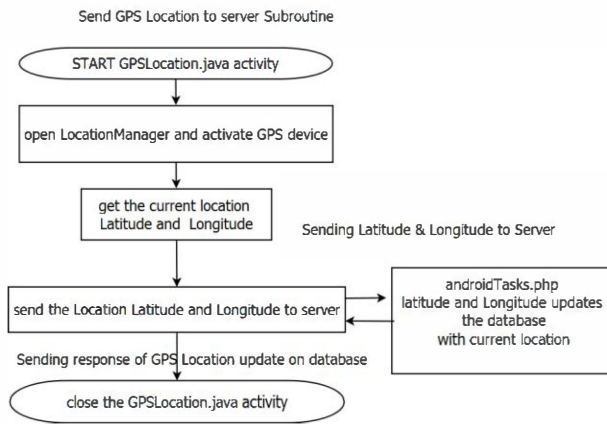 Send GPS Location to server Subroutine
START GPSLocation.java activity
open LocationManager and activate GPS device
get the current location
Latitude and Longitude
Sending Latitude & Longitude to Server
send the Location Latitude and Longitude to server
androidTasks.php
latitude and Longitude updates
the database
with current location
Sending response of GPS Location update on database
close the GPSLocation.java activity